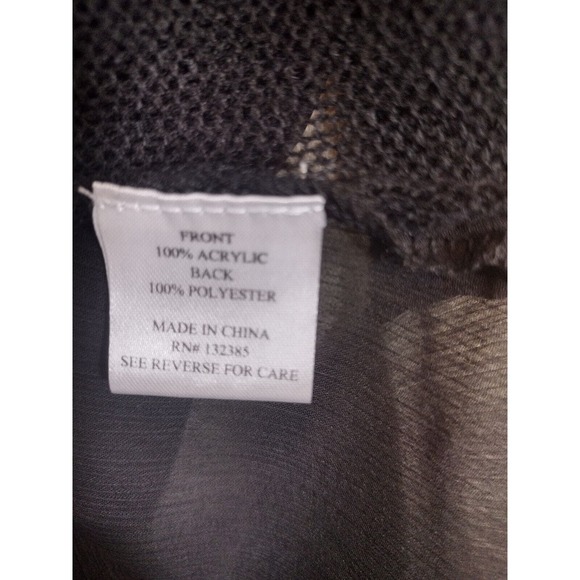 FRONT
100% ACRYLIC
BACK
100% POLYESTER
MADE IN CHINA
RN# 132385
SEE REVERSE FOR CARE